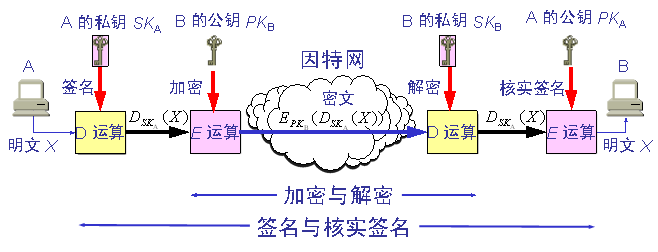 A 的私钥 SKA
B 的公钥 PKB
B 的私钥 SKB
A 的公钥 PKA
因特网
A
签名
加密
密文
解密
核实签名
B
D 运算
DSKA(X)
E 运算
EPKB(DSKA(X))
D 运算
DSKA(X)
E 运算
明文 X
明文 X
加密与解密
签名与核实签名